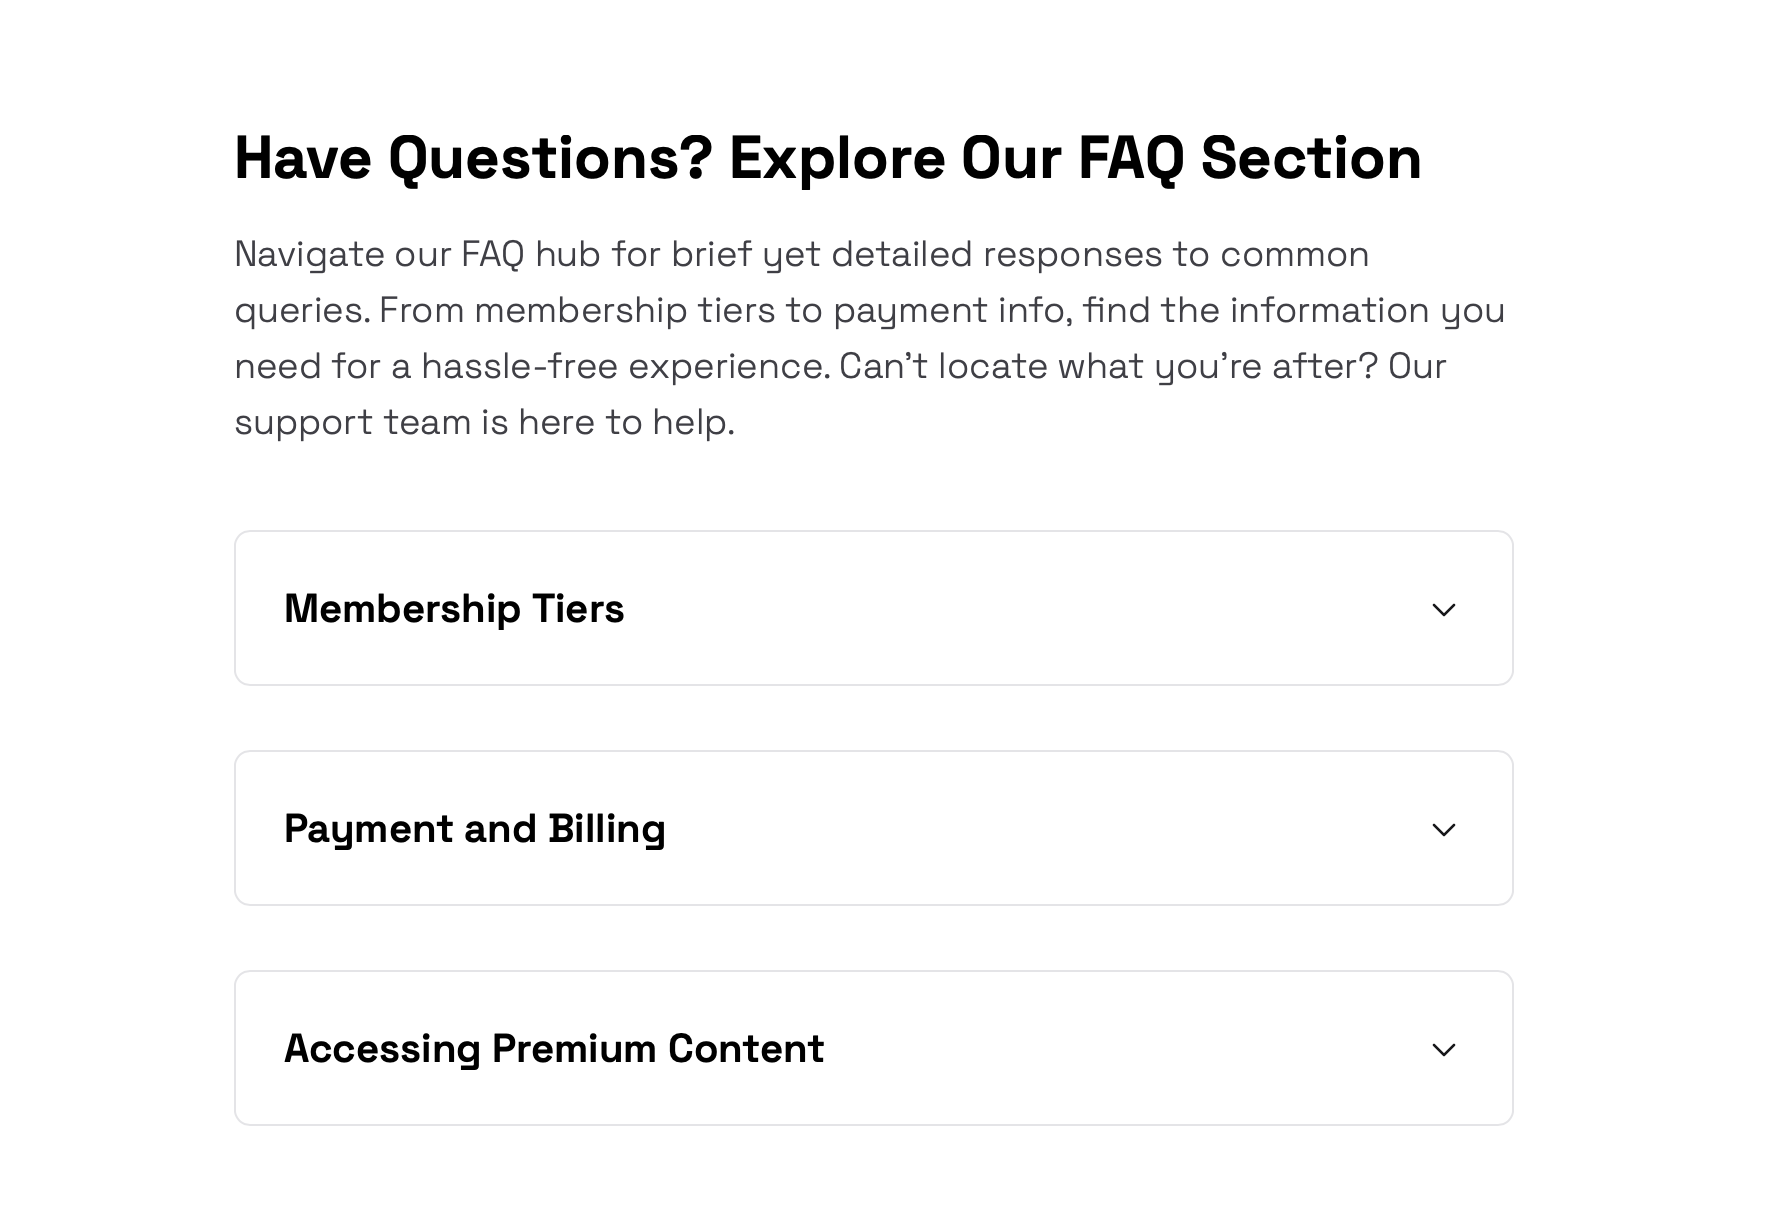 Have Questions? Explore Our FAQ Section
Navigate our FAQ hub for brief yet detailed responses to common
queries. From membership tiers to payment info, find the information you
need for a hassle-free experience. Can’t locate what you’re after? Our
support team is here to help.
Membership Tiers
Payment and Billing
Accessing Premium Content